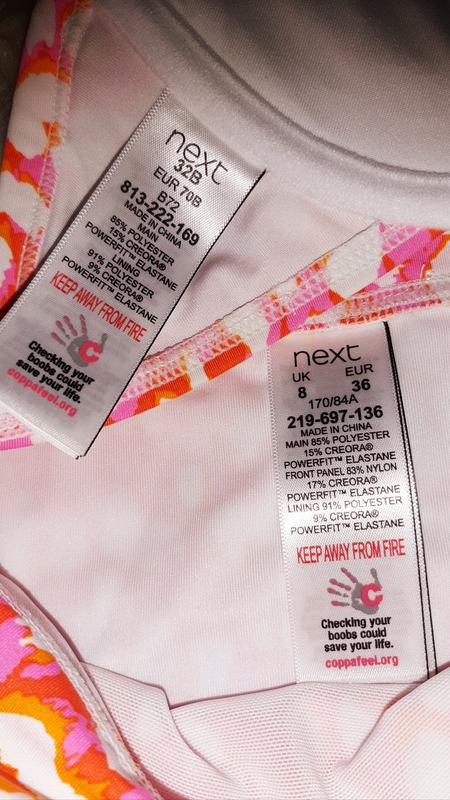 next
32B
EUR 70B
B72
813-222-169
MADE IN CHINA
MAIN
85% POLYESTER
15% CREORA®
POWERFIT™ ELASTANE
LINING
91% POLYESTER
9% CREORA®
POWERFIT™ ELASTANE
KEEP AWAY FROM FIRE
C
Checking your
boobs could
save your life.
coppafeel.org
next
UK EUR
8 36
170/84A
219-697-136
MADE IN CHINA
MAIN 85% POLYESTER
15% CREORA®
POWERFIT™ ELASTANE
FRONT PANEL 83% NYLON
17% CREORA®
POWERFIT™ ELASTANE
LINING 91% POLYESTER
9% CREORA®
POWERFIT™ ELASTANE
KEEP AWAY FROM FIRE
C
Checking your
boobs could
save your life.
coppafeel.org